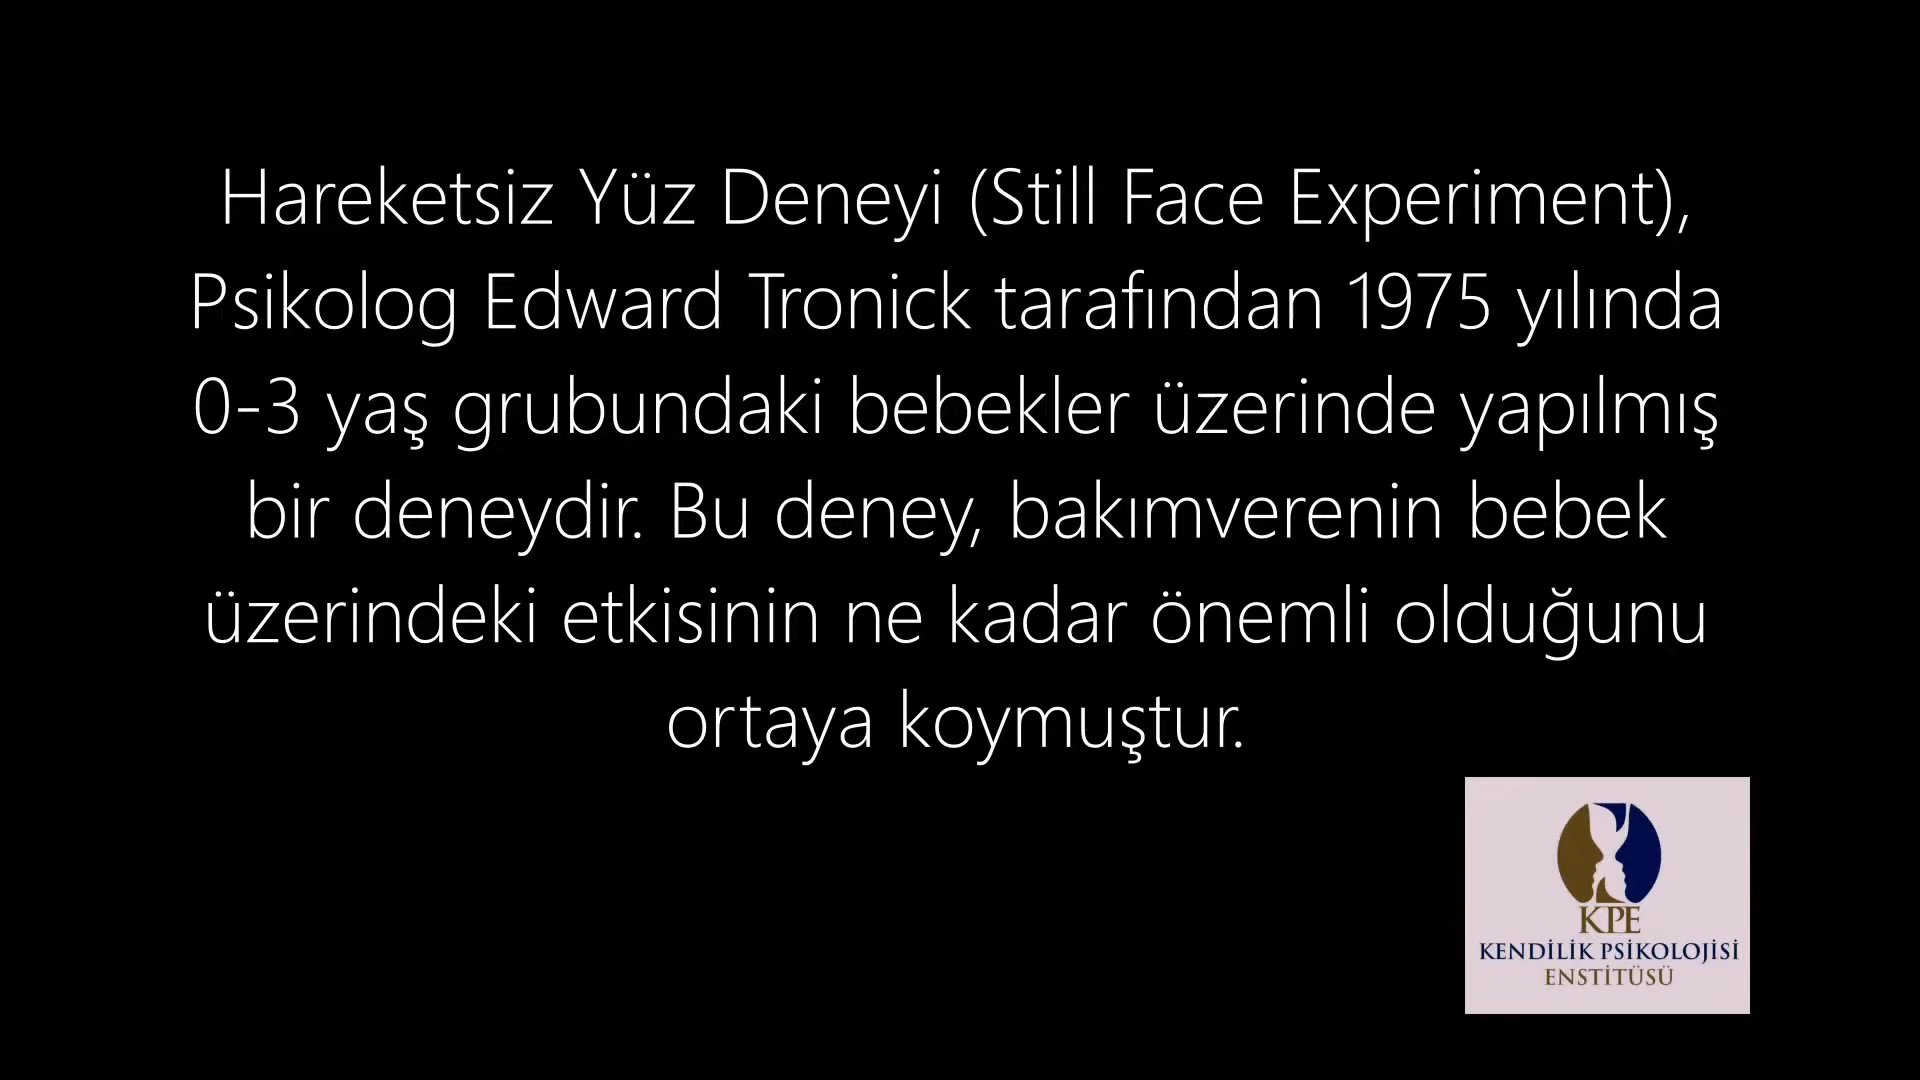 Hareketsiz Yüz Deneyi (Still Face Experiment),
Psikolog Edward Tronick tarafından 1975 yılında
0-3 yaş grubundaki bebekler üzerinde yapılmış
bir deneydir. Bu deney, bakımverenin bebek
üzerindeki etkisinin ne kadar önemli olduğunu
ortaya koymuştur.
KPE
KENDİLİK PSİKOLOJİSİ
ENSTİTÜSÜ